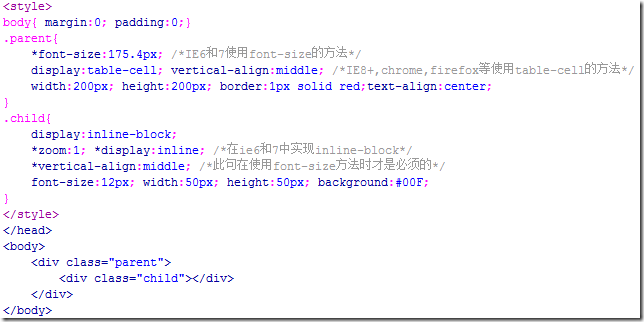 <style>
body{ margin:0; padding:0;}
.parent{
*font-size:175.4px; /*IE6和7使用font-size的方法*/
display:table-cell; vertical-align:middle; /*IE8+,chrome,firefox等使用table-cell的方法*/
width:200px; height:200px; border:1px solid red;text-align:center;
}
.child{
display:inline-block;
*zoom:1; *display:inline; /*在ie6和7中实现inline-block*/
*vertical-align:middle; /*此句在使用font-size方法时才是必须的*/
font-size:12px; width:50px; height:50px; background:#00F;
}
</style>
</head>
<body>
<div class="parent">
<div class="child"></div>
</div>
</body>